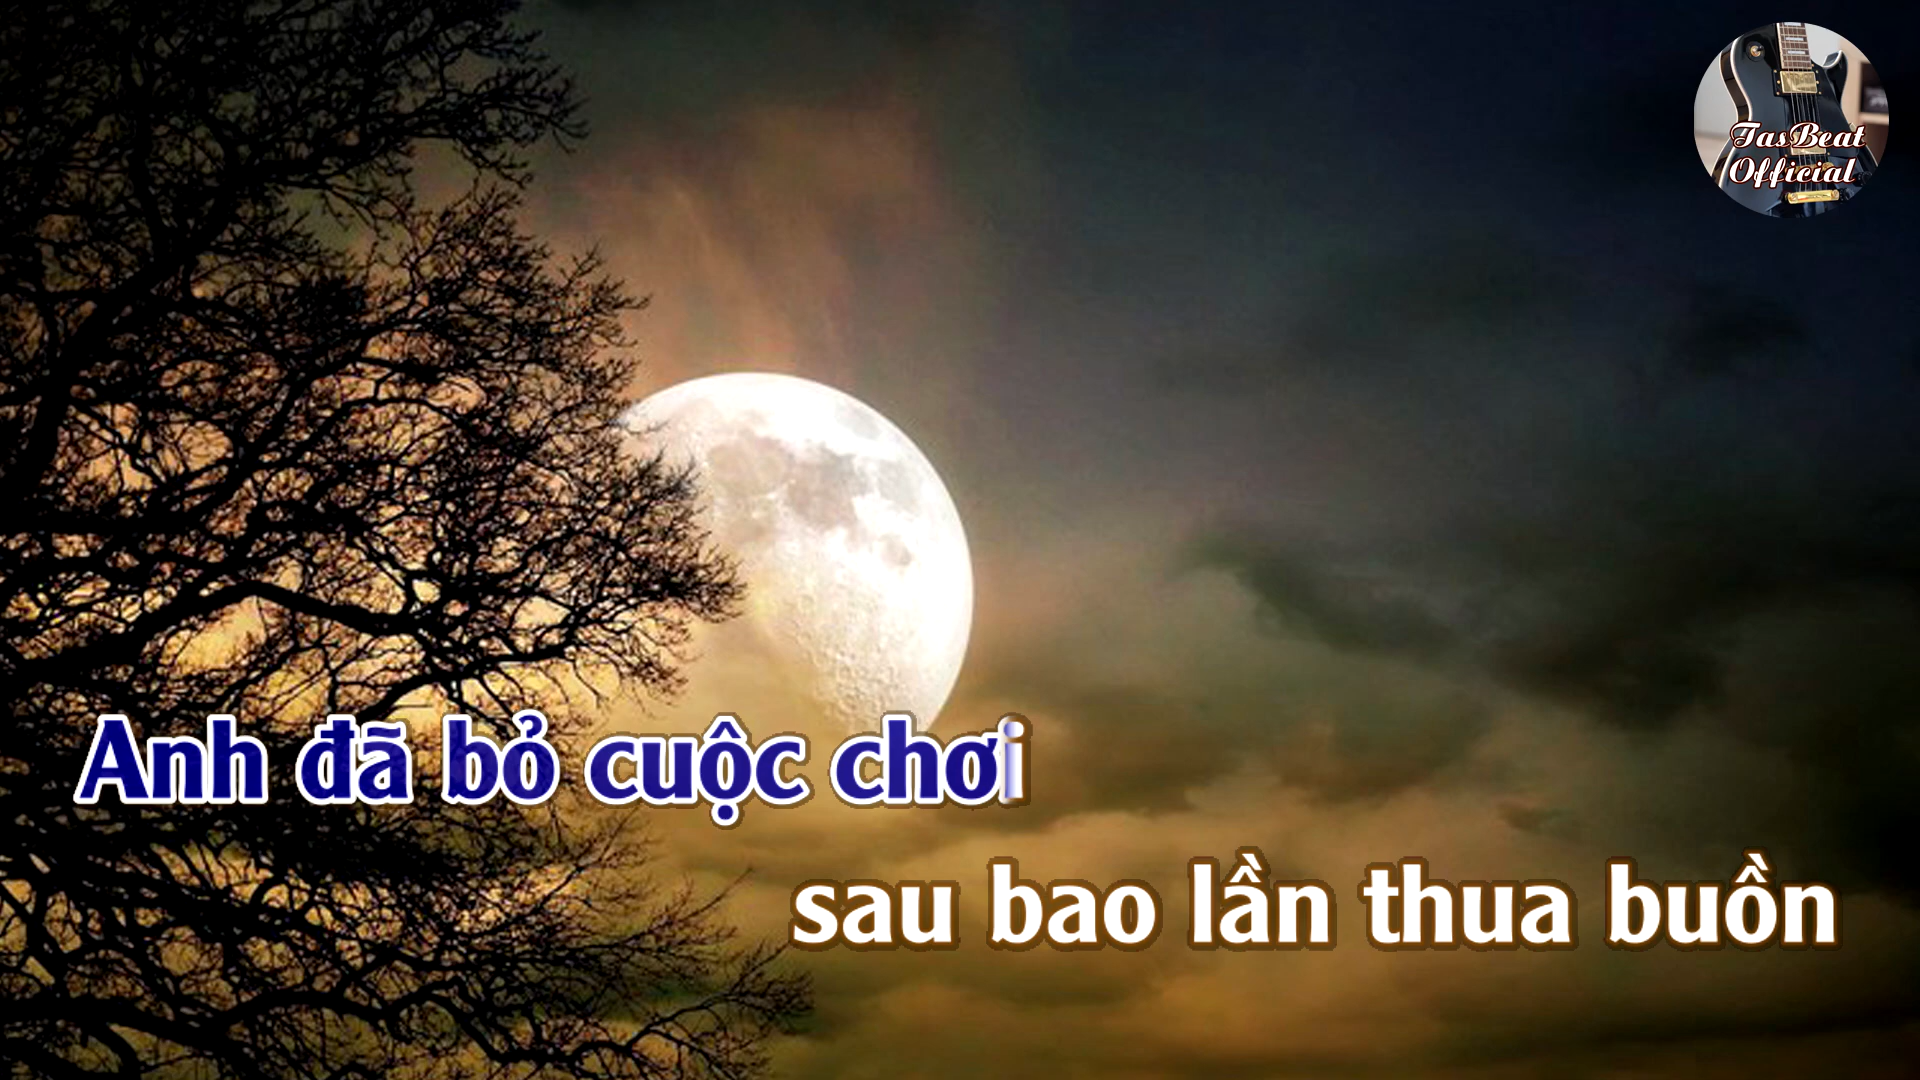 TasBeat
Official
Anh đã bỏ cuộc chơi
sau bao lần thua buồn